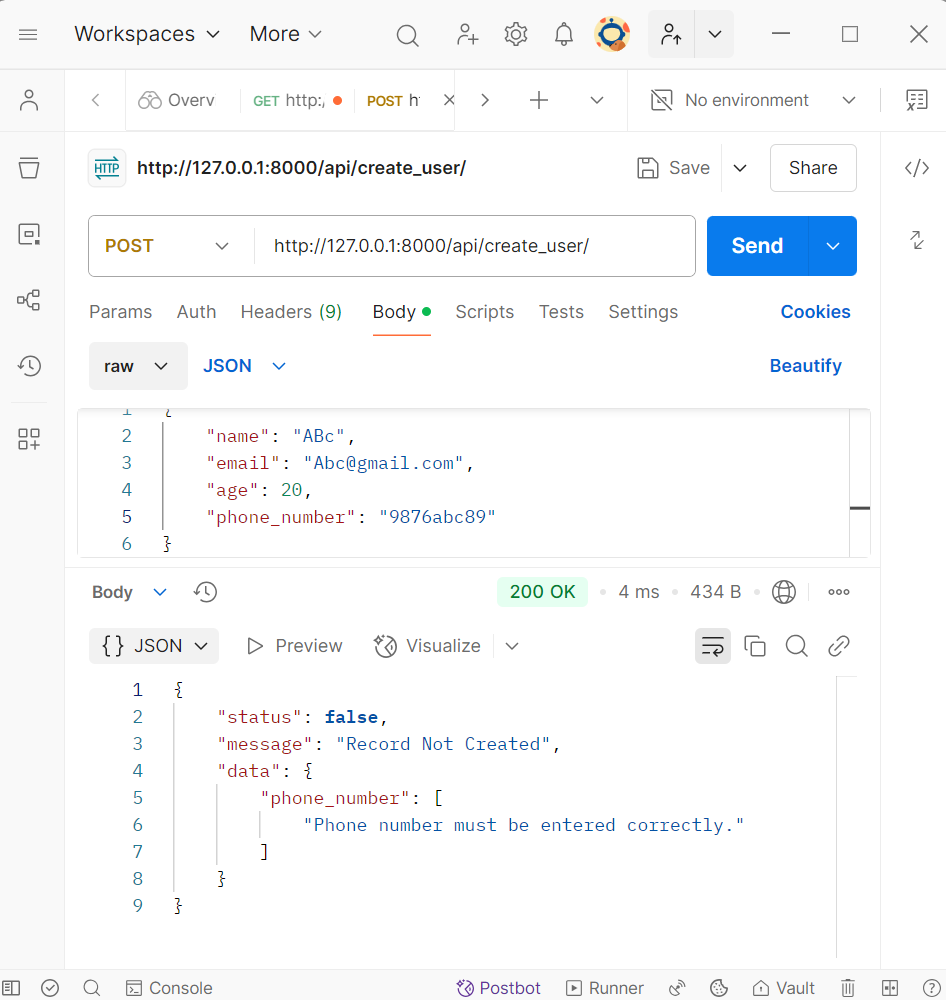 Workspaces More
Overv GET http:/ POST h No environment
HTTP http://127.0.0.1:8000/api/create_user/ Save Share
POST http://127.0.0.1:8000/api/create_user/ Send
Params Auth Headers (9) Body Scripts Tests Settings Cookies
raw JSON Beautify
1 {
2 "name": "ABc",
3 "email": "Abc@gmail.com",
4 "age": 20,
5 "phone_number": "9876abc89"
6 }
Body 200 OK 4 ms 434 B
{} JSON Preview Visualize
1 {
2 "status": false,
3 "message": "Record Not Created",
4 "data": {
5 "phone_number": [
6 "Phone number must be entered correctly."
7 ]
8 }
9 }
Console Postbot Runner Vault